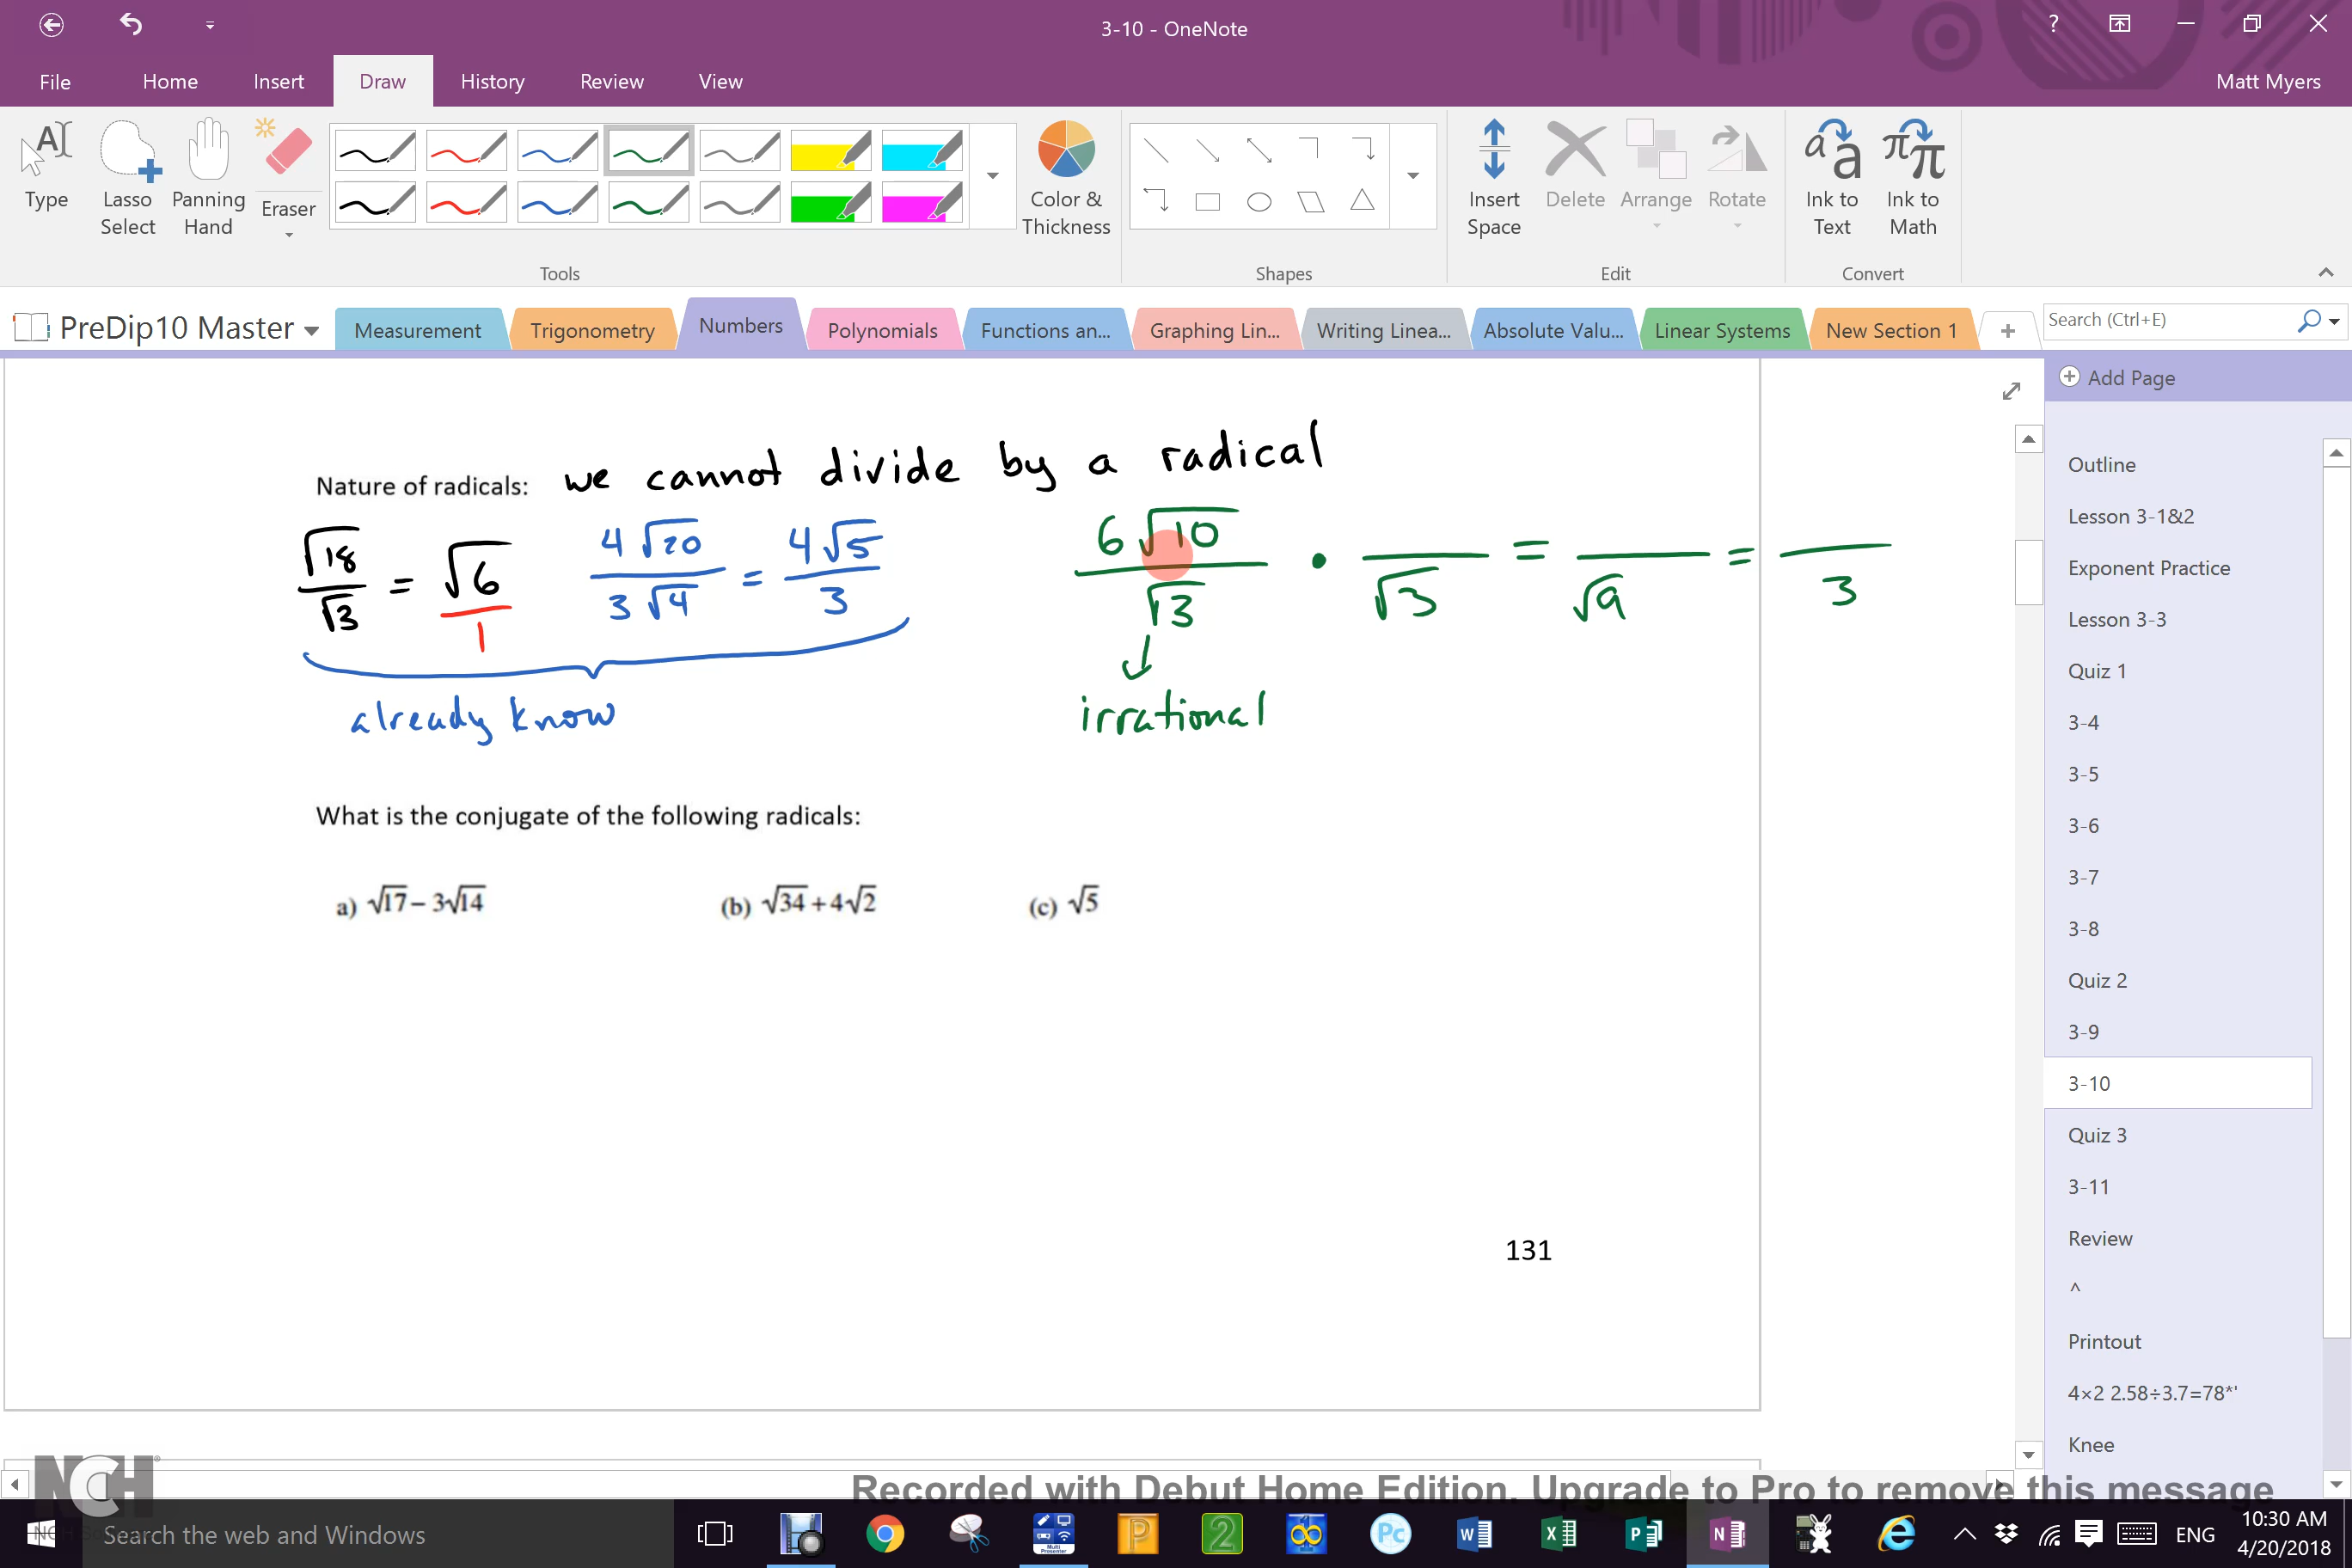 3-10 - OneNote
?
File Home Insert Draw History Review View
Matt Myers
Type
Lasso Select
Panning Hand
Eraser
Color & Thickness
Insert Space
Delete
Arrange
Rotate
Ink to Text
Ink to Math
Tools
Shapes
Edit
Convert
PreDip10 Master
Measurement
Trigonometry
Numbers
Polynomials
Functions an...
Graphing Lin...
Writing Linea...
Absolute Valu...
Linear Systems
New Section 1
+
Search (Ctrl+E)
Nature of radicals: we cannot divide by a radical
√18/√3 = √6/1
4√20/3√4 = 4√5/3
6√10/√3 · /√3 = /√9 = /3
already know
irrational
What is the conjugate of the following radicals:
a) √17 – 3√14
(b) √34 + 4√2
(c) √5
131
Add Page
Outline
Lesson 3-1&2
Exponent Practice
Lesson 3-3
Quiz 1
3-4
3-5
3-6
3-7
3-8
Quiz 2
3-9
3-10
Quiz 3
3-11
Review
^
Printout
4×2 2.58÷3.7=78*'
Knee
NCH
Recorded with Debut Home Edition. Upgrade to Pro to remove this message
Search the web and Windows
ENG
10:30 AM
4/20/2018